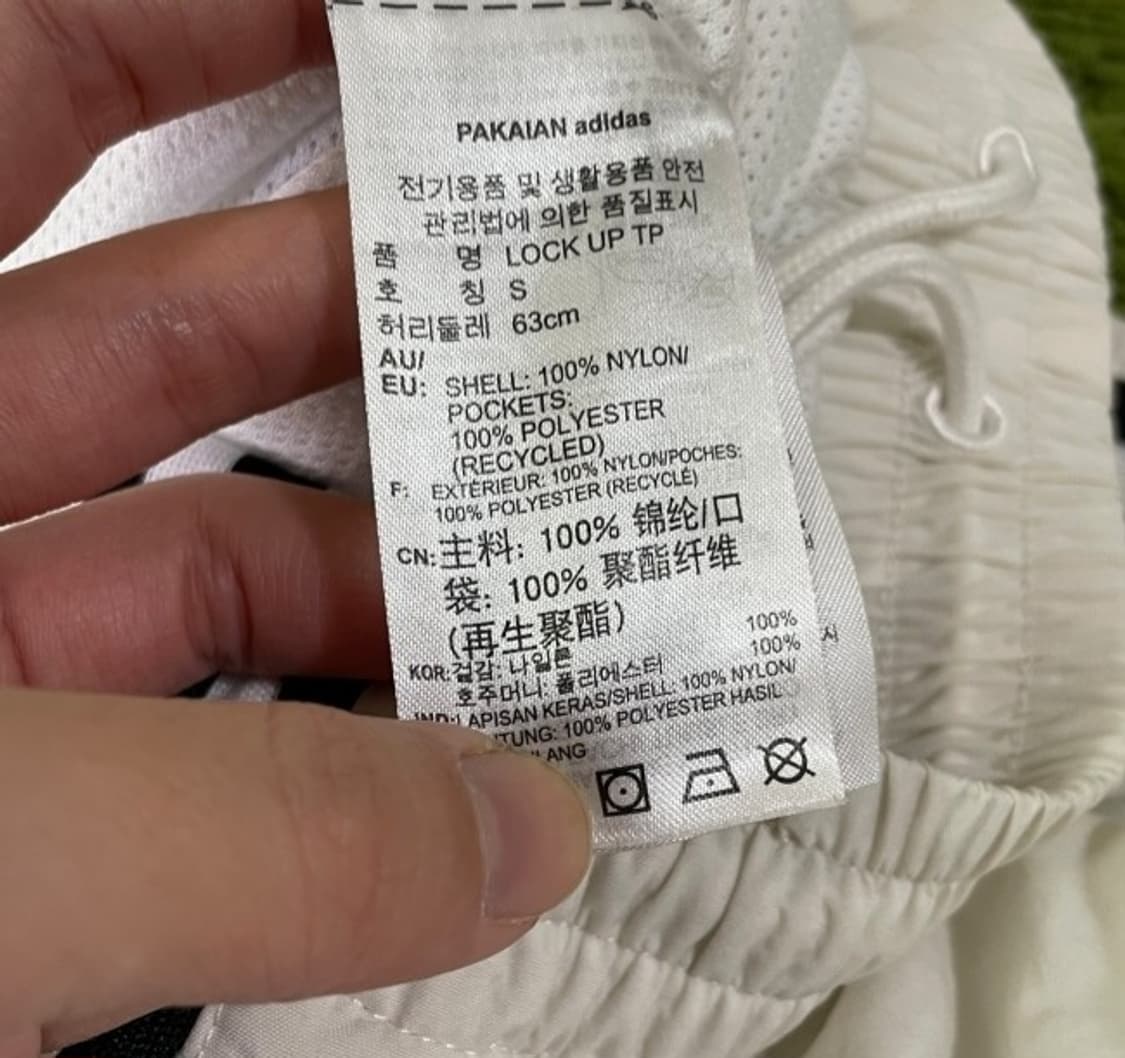 PAKAIAN adidas
전기용품 및 생활용품 안전
관리법에 의한 품질표시
품 명 LOCK UP TP
호 칭 S
허리둘레 63cm
AU/
EU: SHELL: 100% NYLON/
POCKETS:
100% POLYESTER
(RECYCLED)
F: EXTÉRIEUR: 100% NYLON/POCHES:
100% POLYESTER (RECYCLÉ)
CN: 主料: 100% 锦纶/口
袋: 100% 聚酯纤维
(再生聚酯)
KOR: 겉감: 나일론 100%
호주머니: 폴리에스터 100%
IND: LAPISAN KERAS/SHELL: 100% NYLON/
100% POLYESTER HASIL